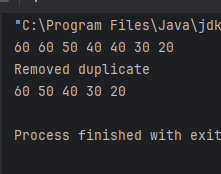 "C:\Program Files\Java\jdk
60 60 50 40 40 30 20
Removed duplicate
60 50 40 30 20
Process finished with exit